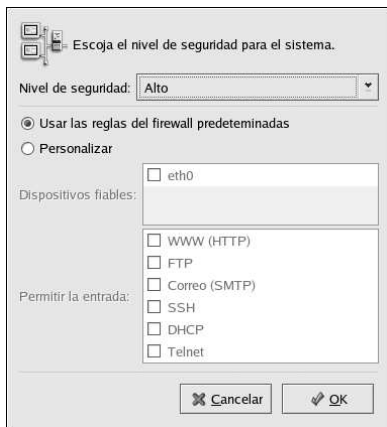 Escoja el nivel de seguridad para el sistema.
Nivel de seguridad: Alto
Usar las reglas del firewall predeteminadas
Personalizar
Dispositivos fiables:
eth0
Permitir la entrada:
WWW (HTTP)
FTP
Correo (SMTP)
SSH
DHCP
Telnet
Cancelar OK